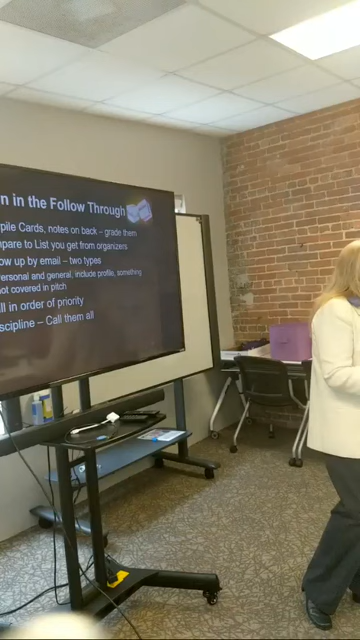 n in the Follow Through
pile Cards, notes on back – grade them
pare to List you get from organizers
ow up by email – two types
ersonal and general, include profile, something
not covered in pitch
ll in order of priority
scipline – Call them all